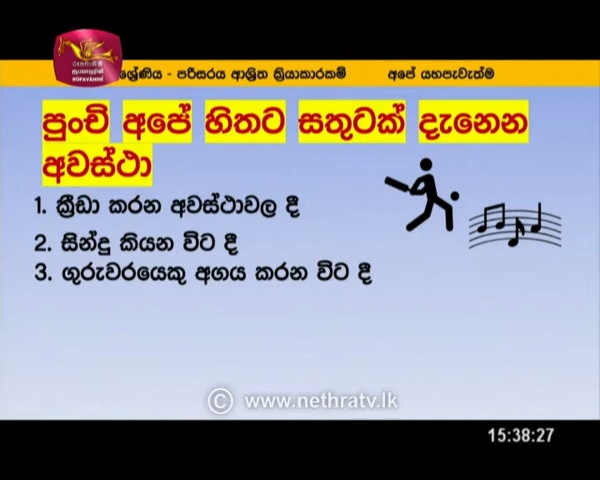 ශ්‍රේණිය - පරිසරය ආශ්‍රිත ක්‍රියාකාරකම් අපේ යහපැවැත්ම
පුංචි අපේ හිතට සතුටක් දැනෙන
අවස්ථා
1. ක්‍රීඩා කරන අවස්ථාවල දී
2. සින්දු කියන විට දී
3. ගුරුවරයෙකු අගය කරන විට දී
© www.nethratv.lk
15:38:27